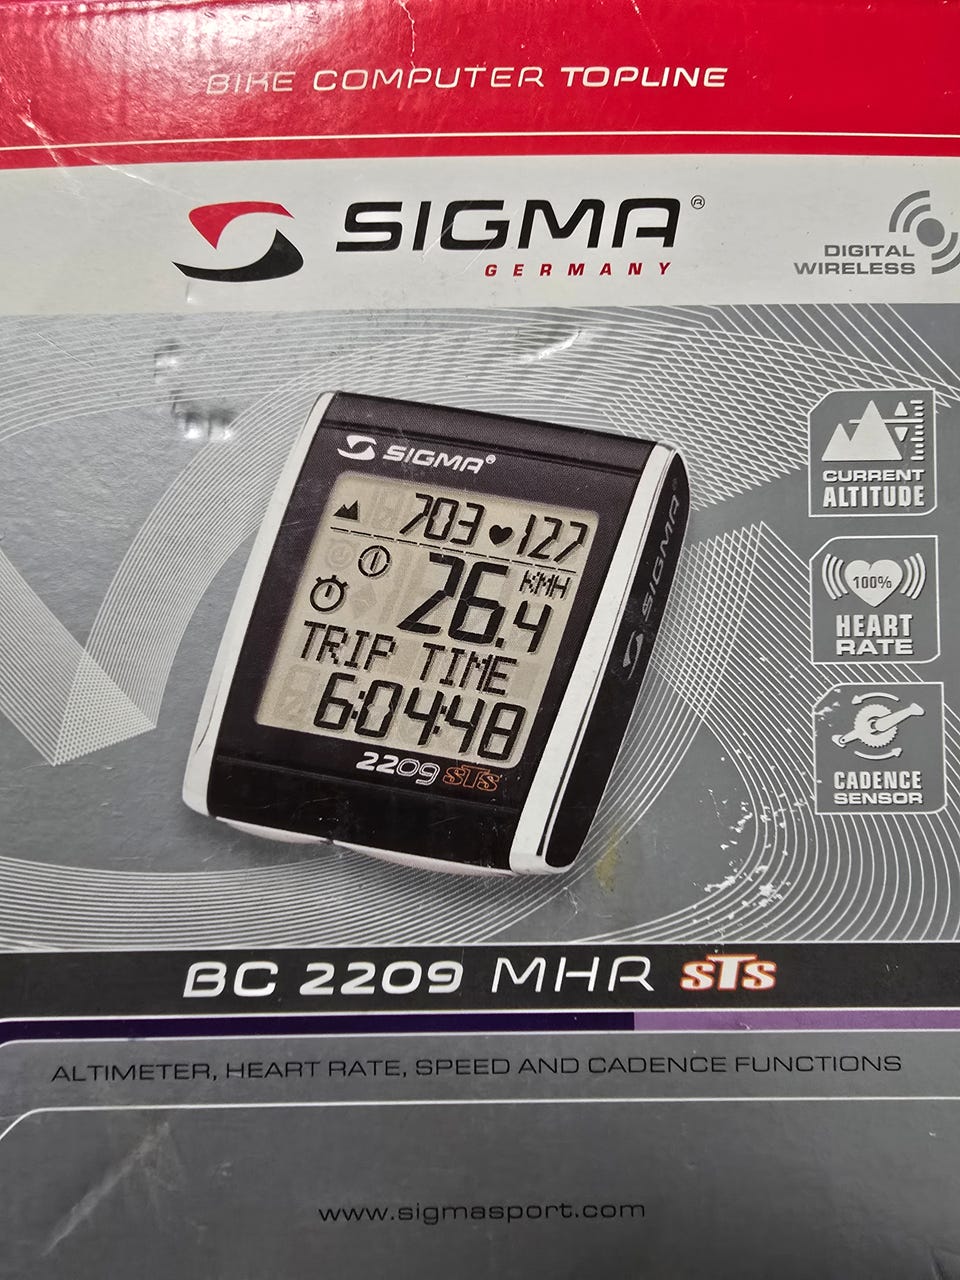 BIKE COMPUTER TOPLINE
SIGMA®
GERMANY
DIGITAL
WIRELESS
SIGMA®
703 127
KMH
26.4
TRIP TIME
6:04:48
2209 STS
SIGMA
CURRENT
ALTITUDE
100%
HEART
RATE
CADENCE
SENSOR
BC 2209 MHR STS
ALTIMETER, HEART RATE, SPEED AND CADENCE FUNCTIONS
www.sigmasport.com